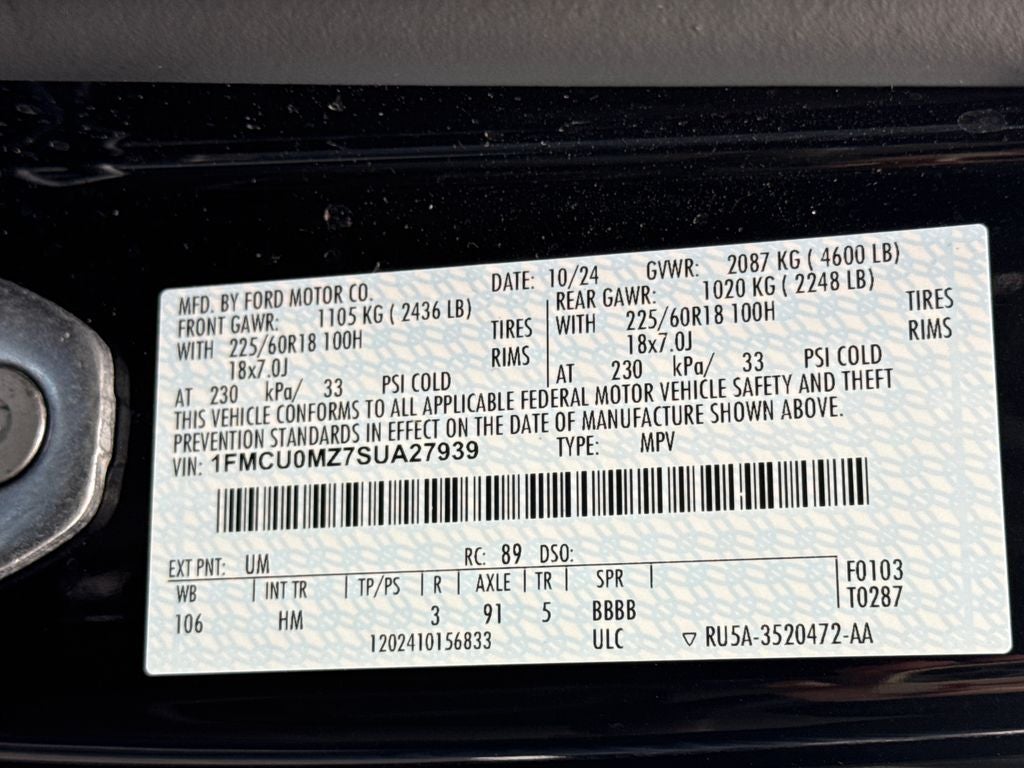 MFD. BY FORD MOTOR CO. DATE: 10/24 GVWR: 2087 KG ( 4600 LB)
FRONT GAWR: 1105 KG ( 2436 LB) REAR GAWR: 1020 KG ( 2248 LB)
WITH 225/60R18 100H TIRES WITH 225/60R18 100H TIRES
18x7.0J RIMS 18x7.0J RIMS
AT 230 kPa/ 33 PSI COLD AT 230 kPa/ 33 PSI COLD
THIS VEHICLE CONFORMS TO ALL APPLICABLE FEDERAL MOTOR VEHICLE SAFETY AND THEFT
PREVENTION STANDARDS IN EFFECT ON THE DATE OF MANUFACTURE SHOWN ABOVE.
VIN: 1FMCU0MZ7SUA27939 TYPE: MPV
EXT PNT: UM RC: 89 DSO:
WB INT TR TP/PS R AXLE TR SPR F0103
106 HM 3 91 5 BBBB T0287
1202410156833 ULC ▽ RU5A-3520472-AA